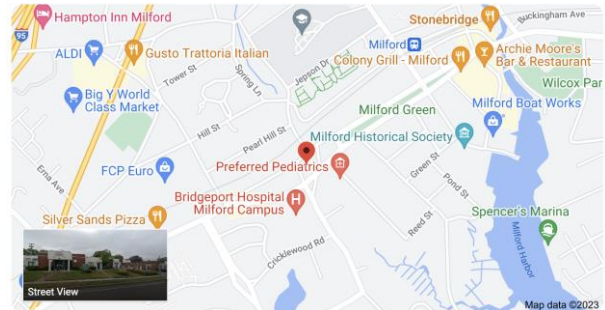 Hampton Inn Milford
95
ALDI
Gusto Trattoria Italian
Stonebridge
Buckingham Ave
Milford
Colony Grill - Milford
Archie Moore's
Bar & Restaurant
Tower St
Spring Ln
Jepson Dr
Wilcox Par
Big Y World
Class Market
Milford Green
Milford Boat Works
Hill St
Pearl Hill St
Milford Historical Society
Erna Ave
FCP Euro
Preferred Pediatrics
Green St
Pond St
Bridgeport Hospital
Milford Campus
Silver Sands Pizza
Reed St
Spencer's Marina
Cricklewood Rd
Milford Harbor
Street View
Map data ©2023